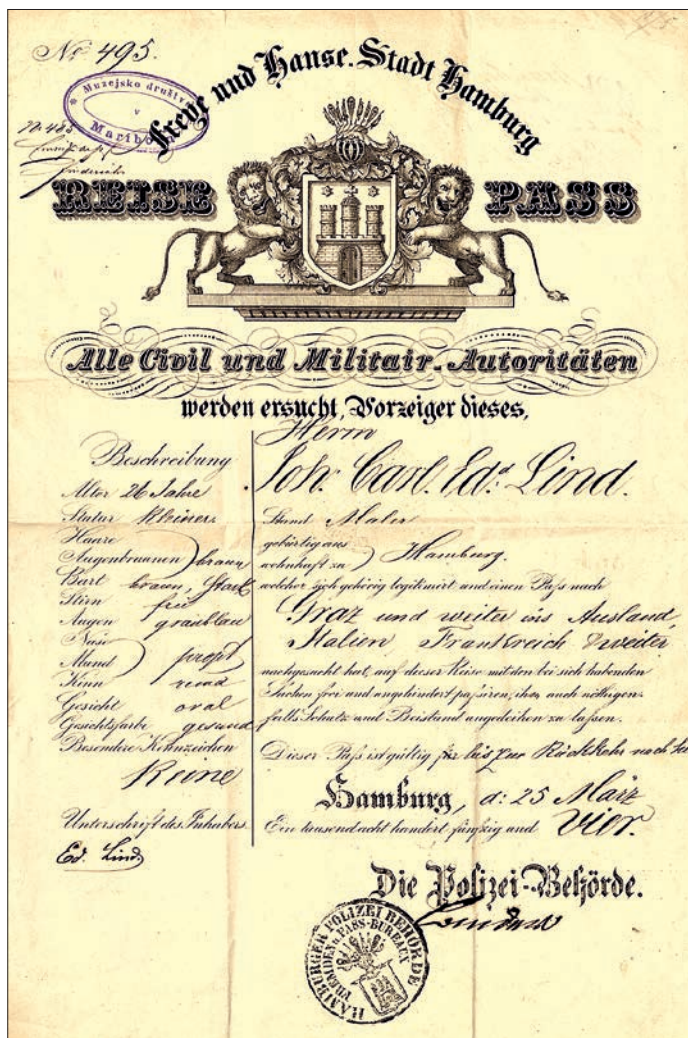 No 495.
Muzejsko društvo
v
Maribor
No 495
Freye und Hanse-Stadt Hamburg
REISE PASS
Alle Civil und Militair-Autoritäten
werden ersucht, Vorzeiger dieses,
Herrn
Joh. Carl. Ed.d Lind.
Beschreibung
Alter 26 Jahre
Statur Kleiner
Haare
Augenbraunen braun
Bart braun, stark
Stirn frei
Augen graublau
Nase
Mund propt
Kinn rund
Gesicht oval
Gesichtsfarbe gesund
Besondere Kennzeichen
Keine
Unterschrift des Inhabers
Ed. Lind
Stand Maler
gebürtig aus
wohnhaft zu Hamburg.
welcher sich gehörig legitimirt und einen Pass nach
Graz und weiter ins Ausland,
Italien, Frankreich & weiter
nachgesucht hat, auf dieser Reise mit den bei sich habenden
Sachen frei und ungehindert passiren, ihm auch nöthigen-
falls Schutz und Beistand angedeihen zu lassen.
Dieser Pass ist gültig für bis zur Rückkehr nach
Hamburg, d: 25 März
Ein tausend acht hundert fünfzig und Vier.
Die Polizei-Behörde.
HAMBURGER POLIZEI BEHÖRDE
FREMDEN u. PASS-BUREAUX